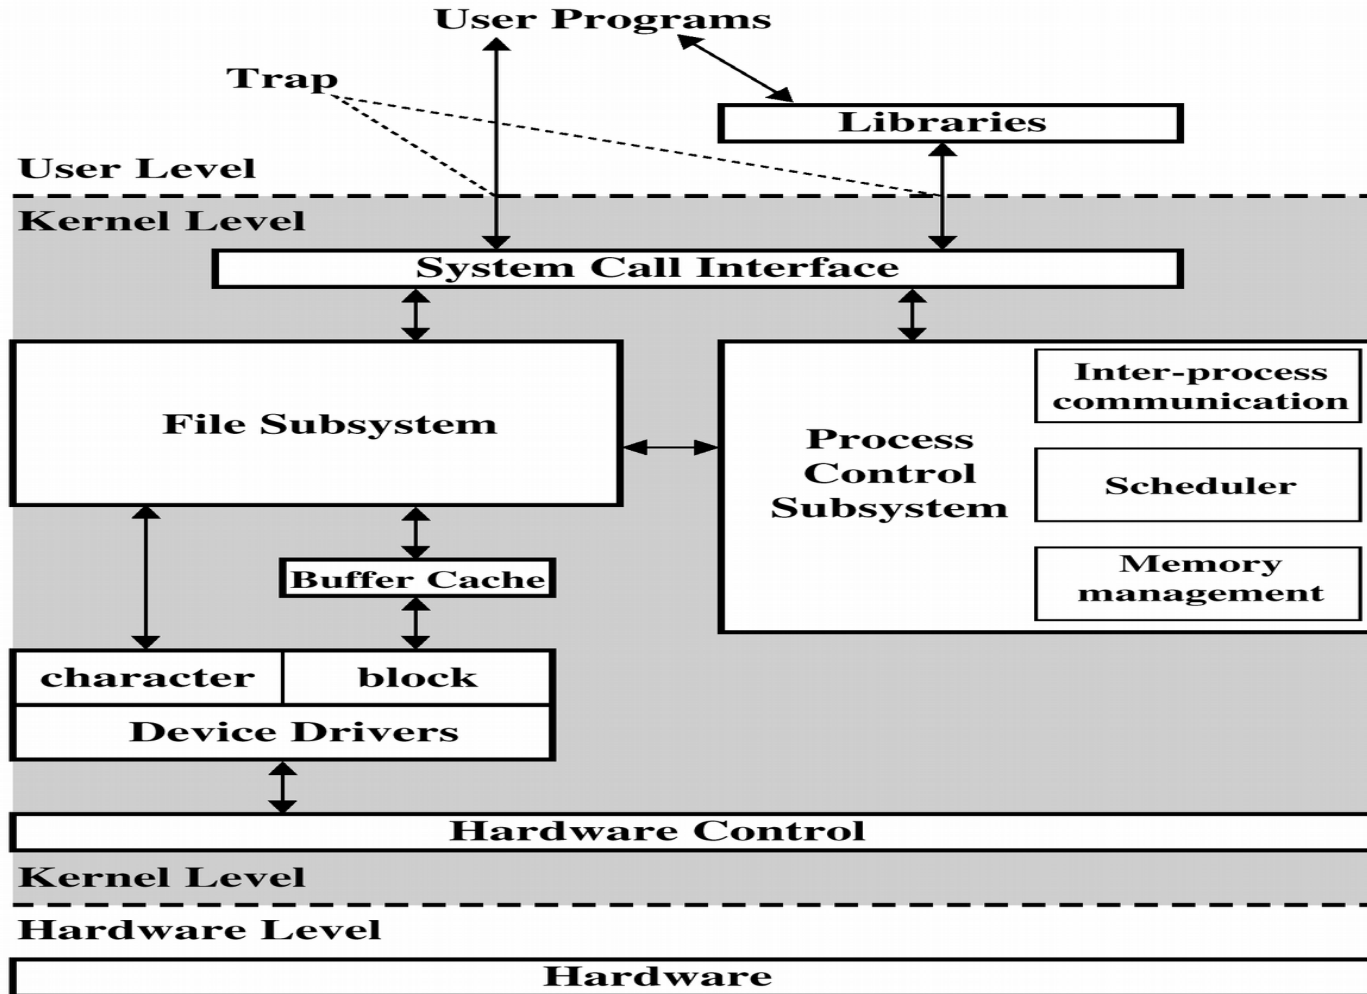 User Programs
Trap
Libraries
User Level
Kernel Level
System Call Interface
File Subsystem
Process
Control
Subsystem
Inter-process
communication
Scheduler
Memory
management
Buffer Cache
character
block
Device Drivers
Hardware Control
Kernel Level
Hardware Level
Hardware